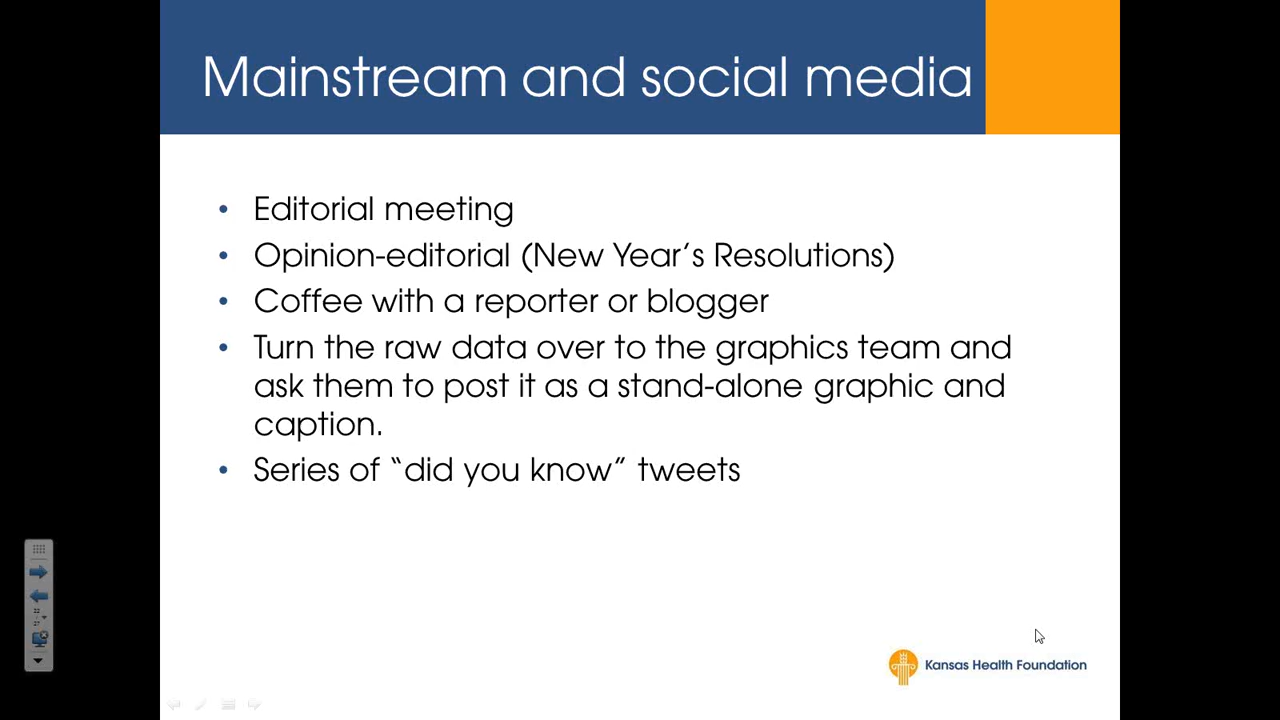 Mainstream and social media
• Editorial meeting
• Opinion-editorial (New Year’s Resolutions)
• Coffee with a reporter or blogger
• Turn the raw data over to the graphics team and
ask them to post it as a stand-alone graphic and
caption.
• Series of “did you know” tweets
22
27
Kansas Health Foundation